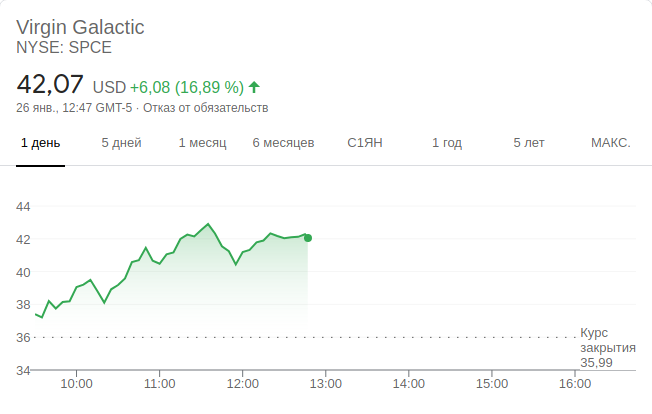 Virgin Galactic
NYSE: SPCE
42,07 USD +6,08 (16,89 %)
26 янв., 12:47 GMT-5 · Отказ от обязательств
1 день 5 дней 1 месяц 6 месяцев С1ЯН 1 год 5 лет МАКС.
44
42
40
38
36
Курс
закрытия
35,99
34
10:00 11:00 12:00 13:00 14:00 15:00 16:00